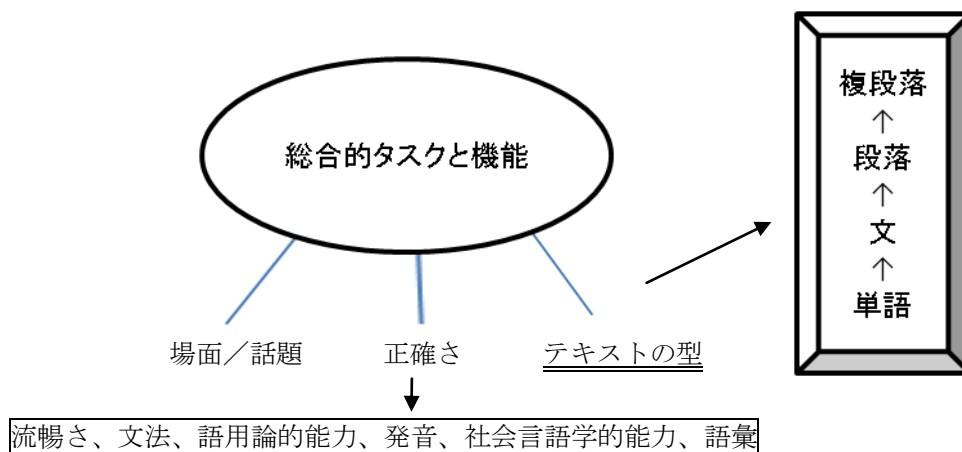 総合的タスクと機能
複段落
↑
段落
↑
文
↑
単語
場面／話題
正確さ
テキストの型
流暢さ、文法、語用論的能力、発音、社会言語学的能力、語彙